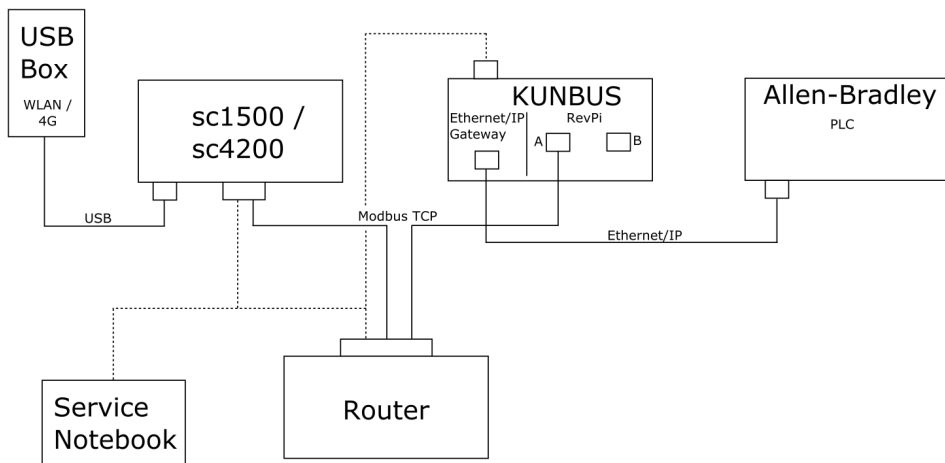 USB
Box
WLAN /
4G
sc1500 /
sc4200
KUNBUS
Ethernet/IP
Gateway
RevPi
A
B
Allen-Bradley
PLC
USB
Modbus TCP
Ethernet/IP
Service
Notebook
Router